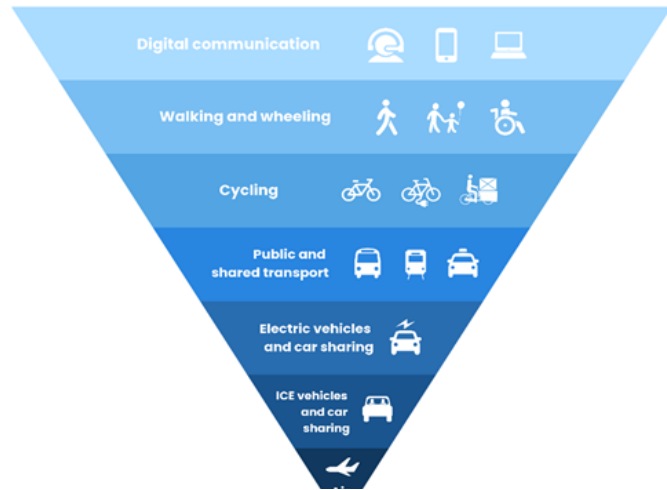 Digital communication
Walking and wheeling
Cycling
Public and
shared transport
Electric vehicles
and car sharing
ICE vehicles
and car
sharing